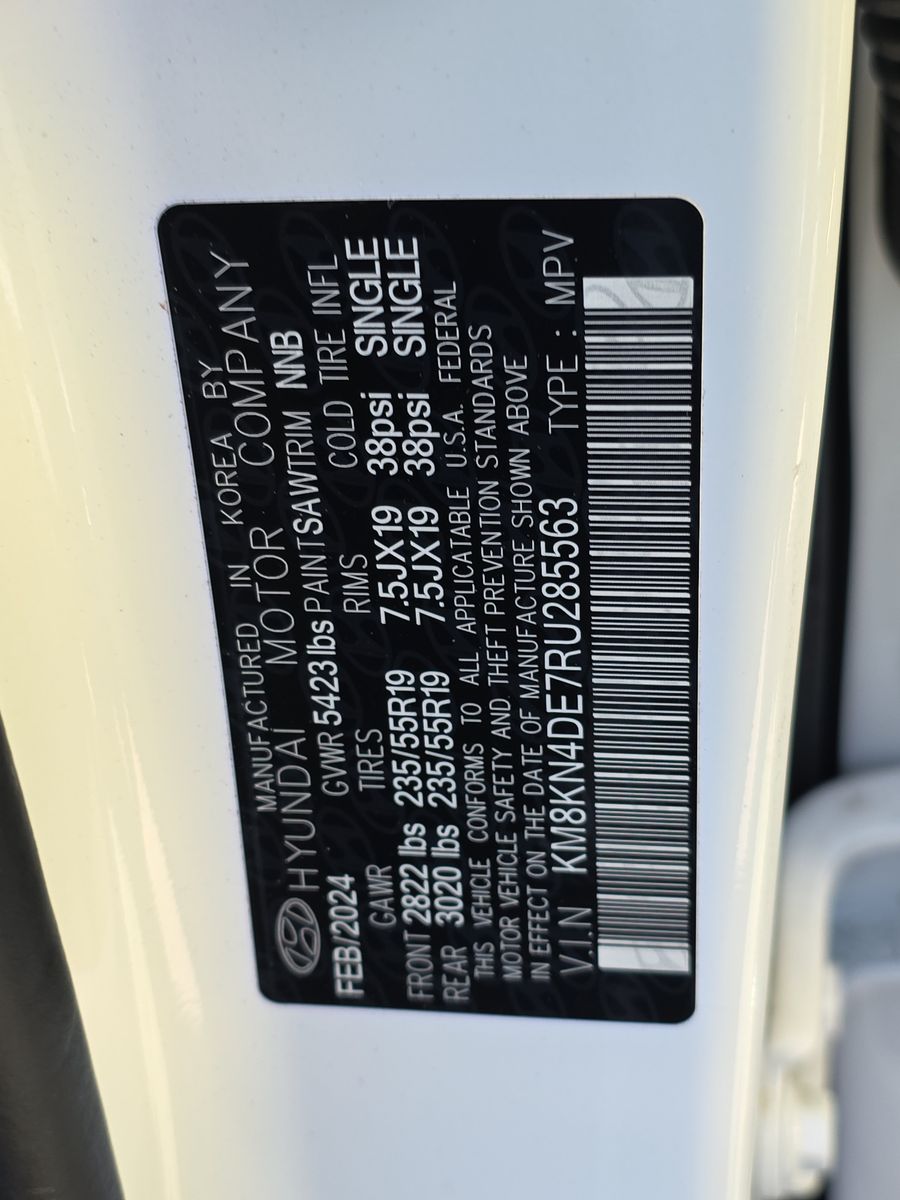 MANUFACTURED IN KOREA BY
HYUNDAI MOTOR COMPANY
FEB/2024 GVWR 5423 lbs PAINT SAW TRIM NNB
GAWR TIRES RIMS COLD TIRE INFL
FRONT 2822 lbs 235/55R19 7.5JX19 38psi SINGLE
REAR 3020 lbs 235/55R19 7.5JX19 38psi SINGLE
THIS VEHICLE CONFORMS TO ALL APPLICATABLE U.S.A. FEDERAL
MOTOR VEHICLE SAFETY AND THEFT PREVENTION STANDARDS
IN EFFECT ON THE DATE OF MANUFACTURE SHOWN ABOVE
V.I.N KM8KN4DE7RU285563 TYPE : MPV